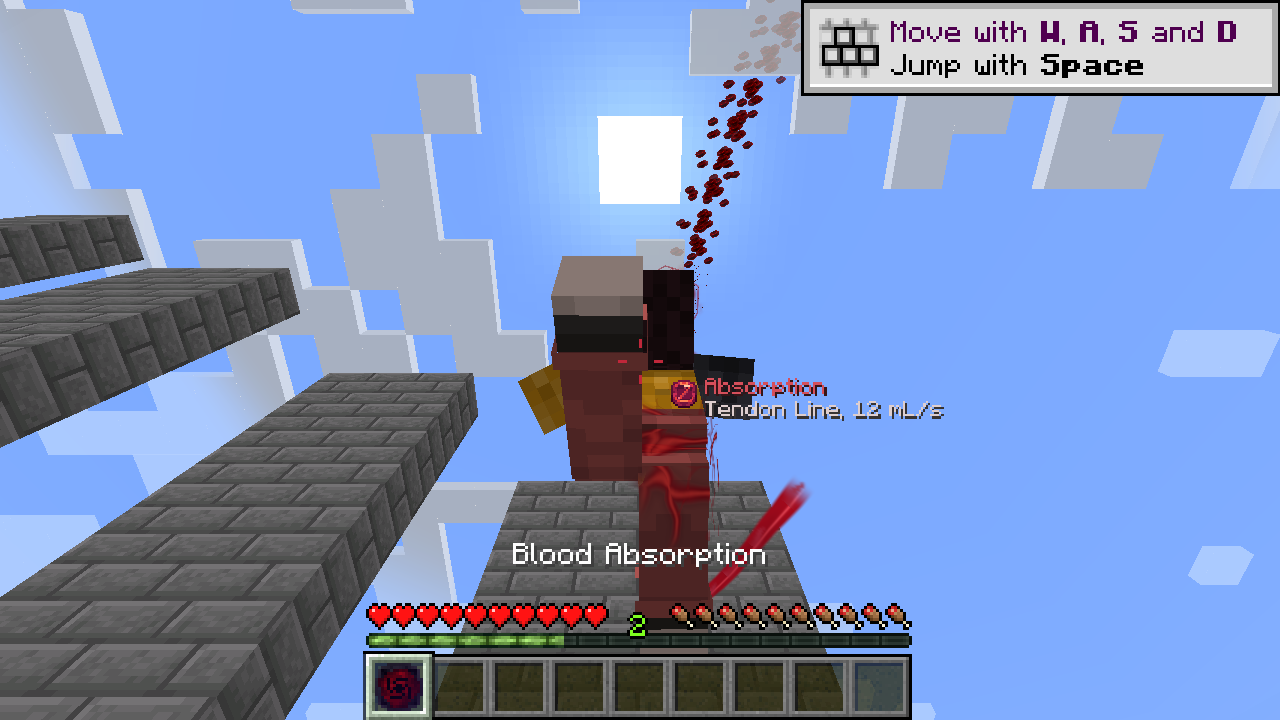 Move with W, A, S and D
Jump with Space
Absorption
Tendon Line, 12 mL/s
Blood Absorption
2